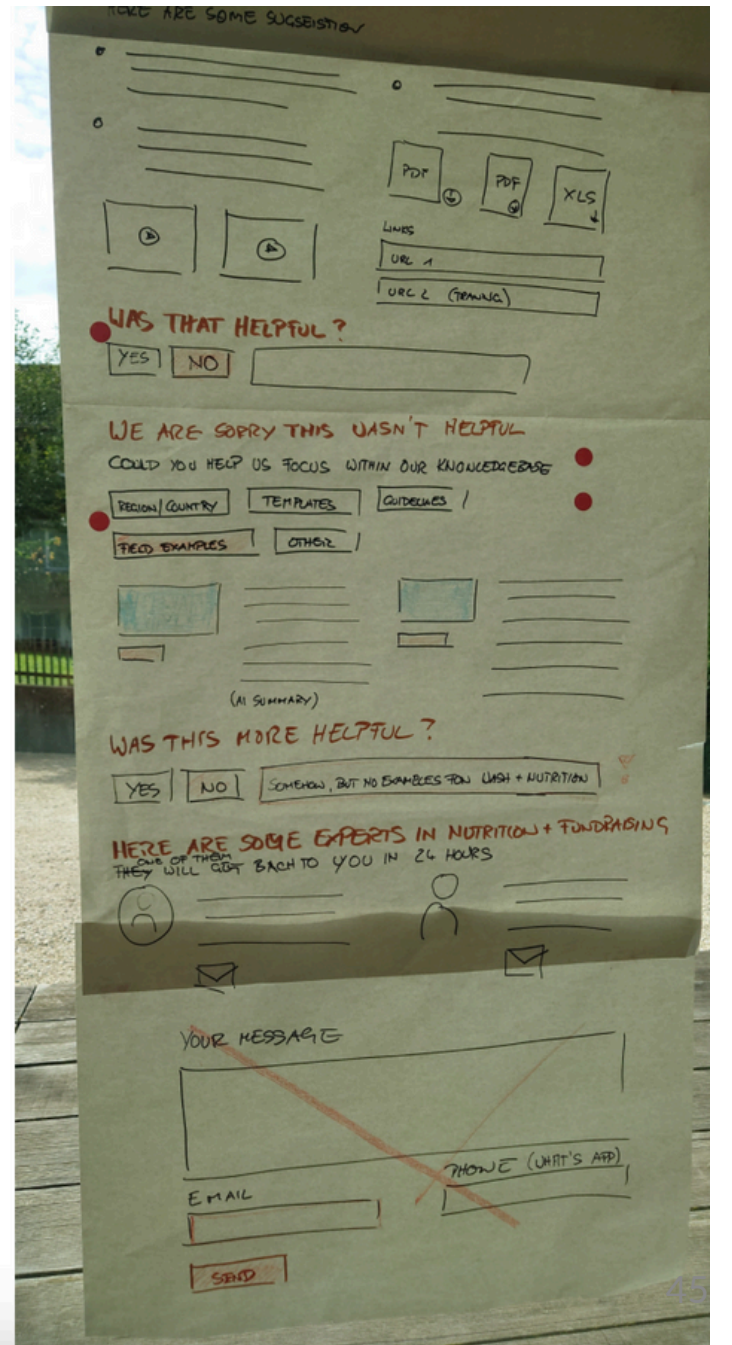 HERE ARE SOME SUGSEISTION
PDF
PDF
XLS
LINKS
URL 1
URL 2 (TRAINING)
WAS THAT HELPFUL?
YES
NO
WE ARE SORRY THIS WASN'T HELPFUL
COULD YOU HELP US FOCUS WITHIN OUR KNOWLEDGEBASE
REGION/COUNTRY
TEMPLATES
GUIDELINES
FIELD EXAMPLES
OTHER
(AI SUMMARY)
WAS THIS MORE HELPFUL?
YES
NO
SOMEHOW, BUT NO EXAMPLES FOR WASH + NUTRITION
HERE ARE SOME EXPERTS IN NUTRITION + FUNDRAISING
ONE OF THEM
THEY WILL GET BACH TO YOU IN 24 HOURS
YOUR MESSAGE
PHONE (WHAT'S APP)
EMAIL
SEND
45